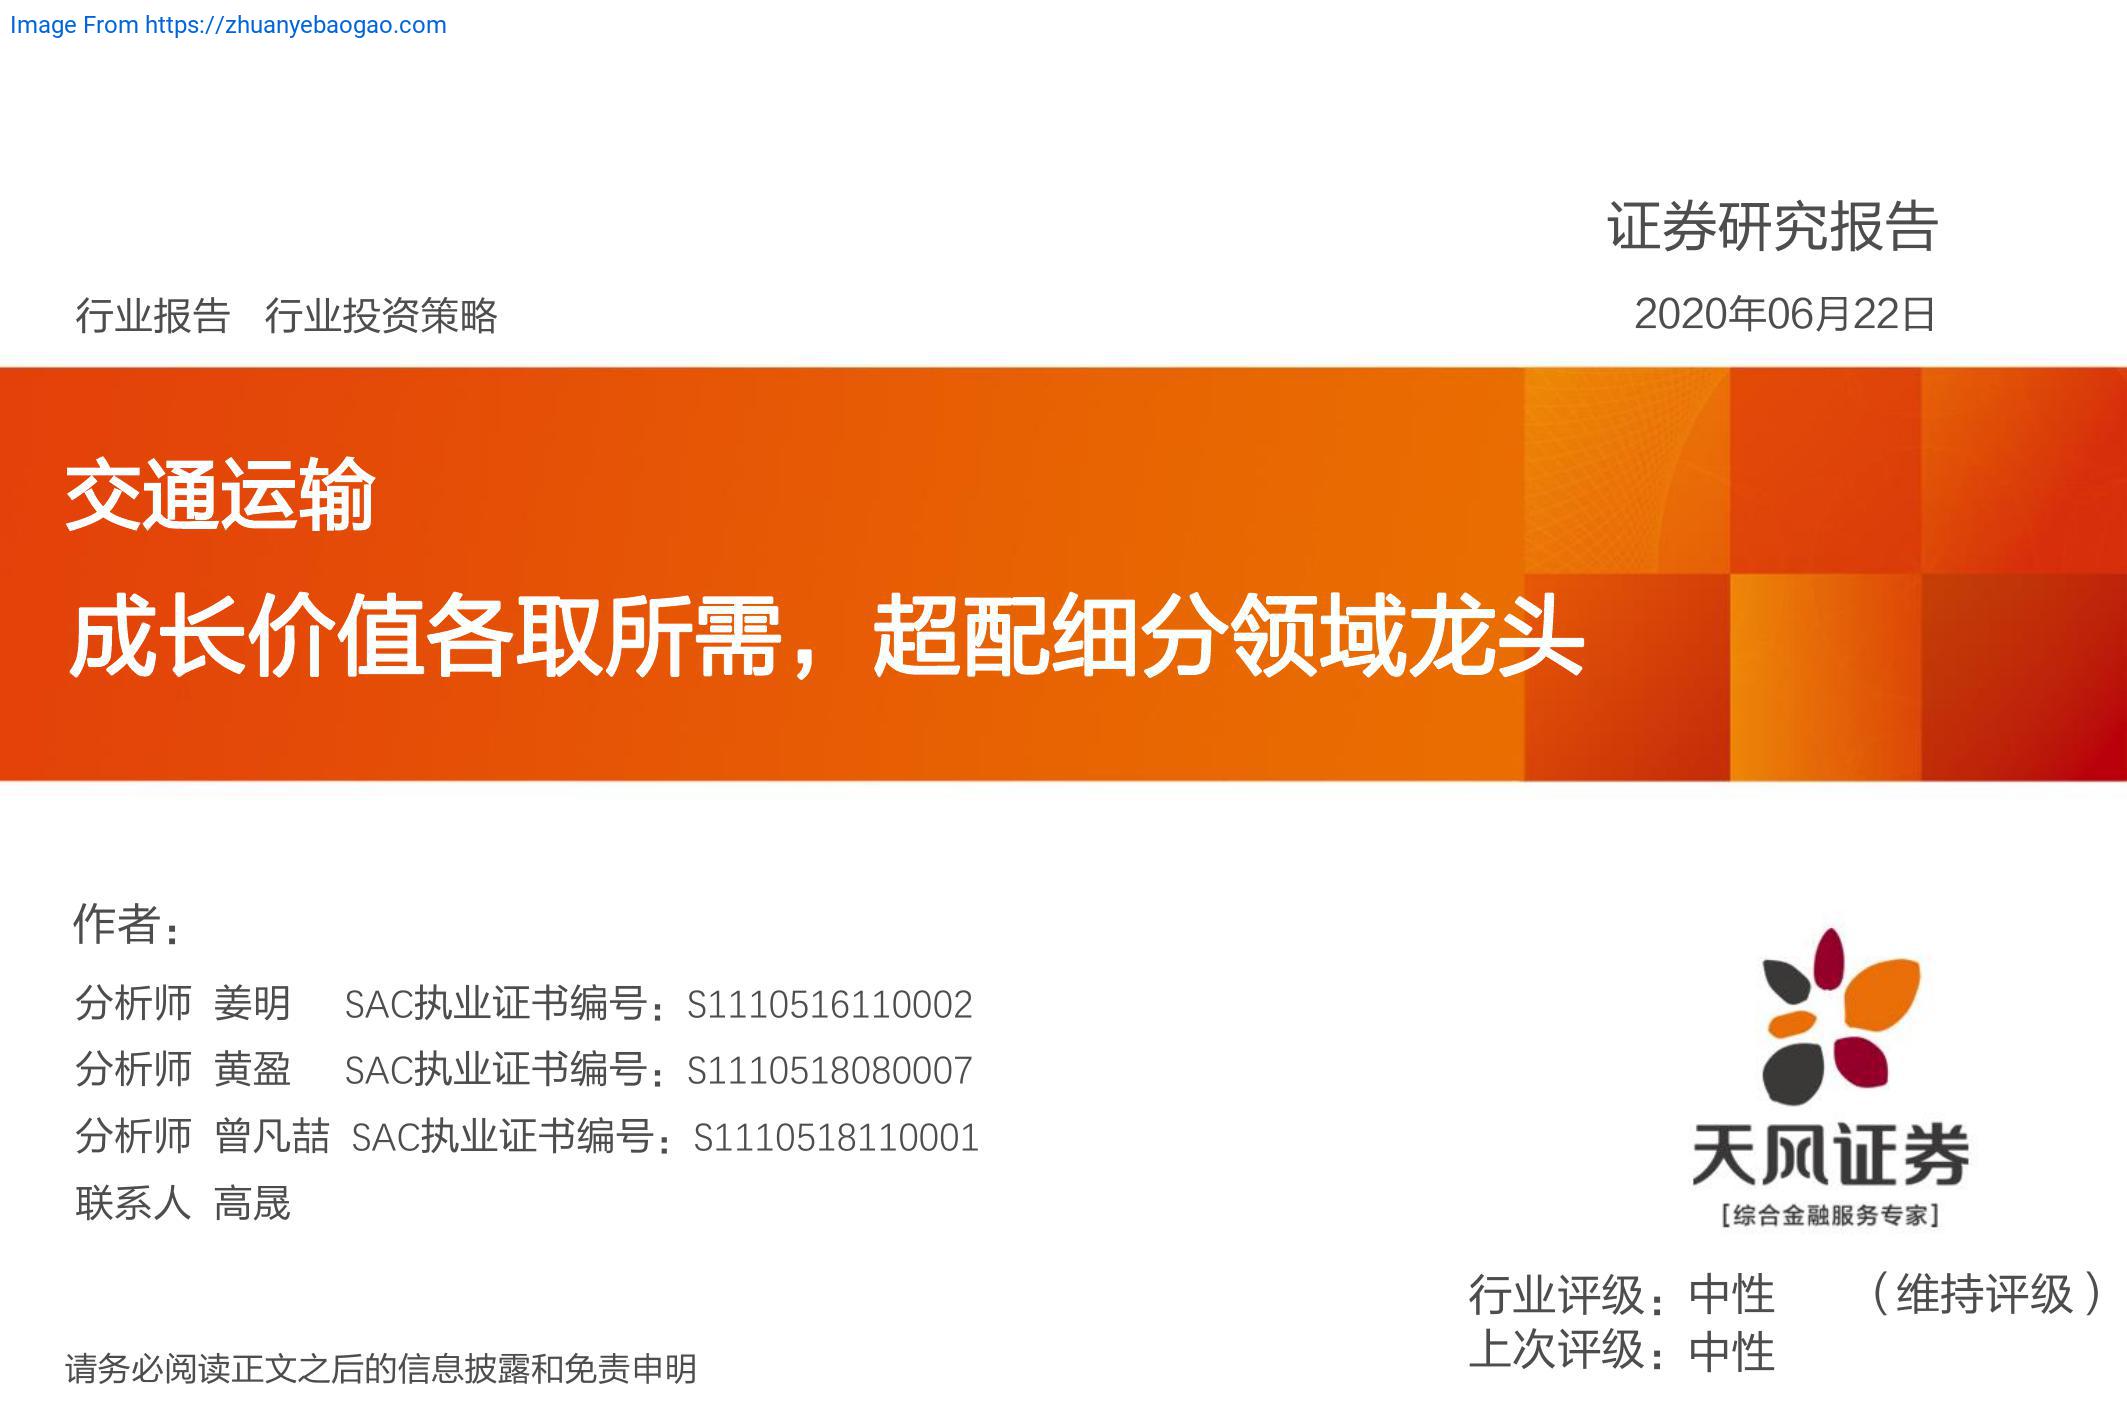 Image From https://zhuanyebaogao.com
证券研究报告
行业报告 行业投资策略
2020年06月22日
交通运输
成长价值各取所需，超配细分领域龙头
作者：
分析师 姜明 SAC执业证书编号：S1110516110002
分析师 黄盈 SAC执业证书编号：S1110518080007
分析师 曾凡喆 SAC执业证书编号：S1110518110001
联系人 高晟
天风证券
[综合金融服务专家]
行业评级：中性 （维持评级）
上次评级：中性
请务必阅读正文之后的信息披露和免责申明